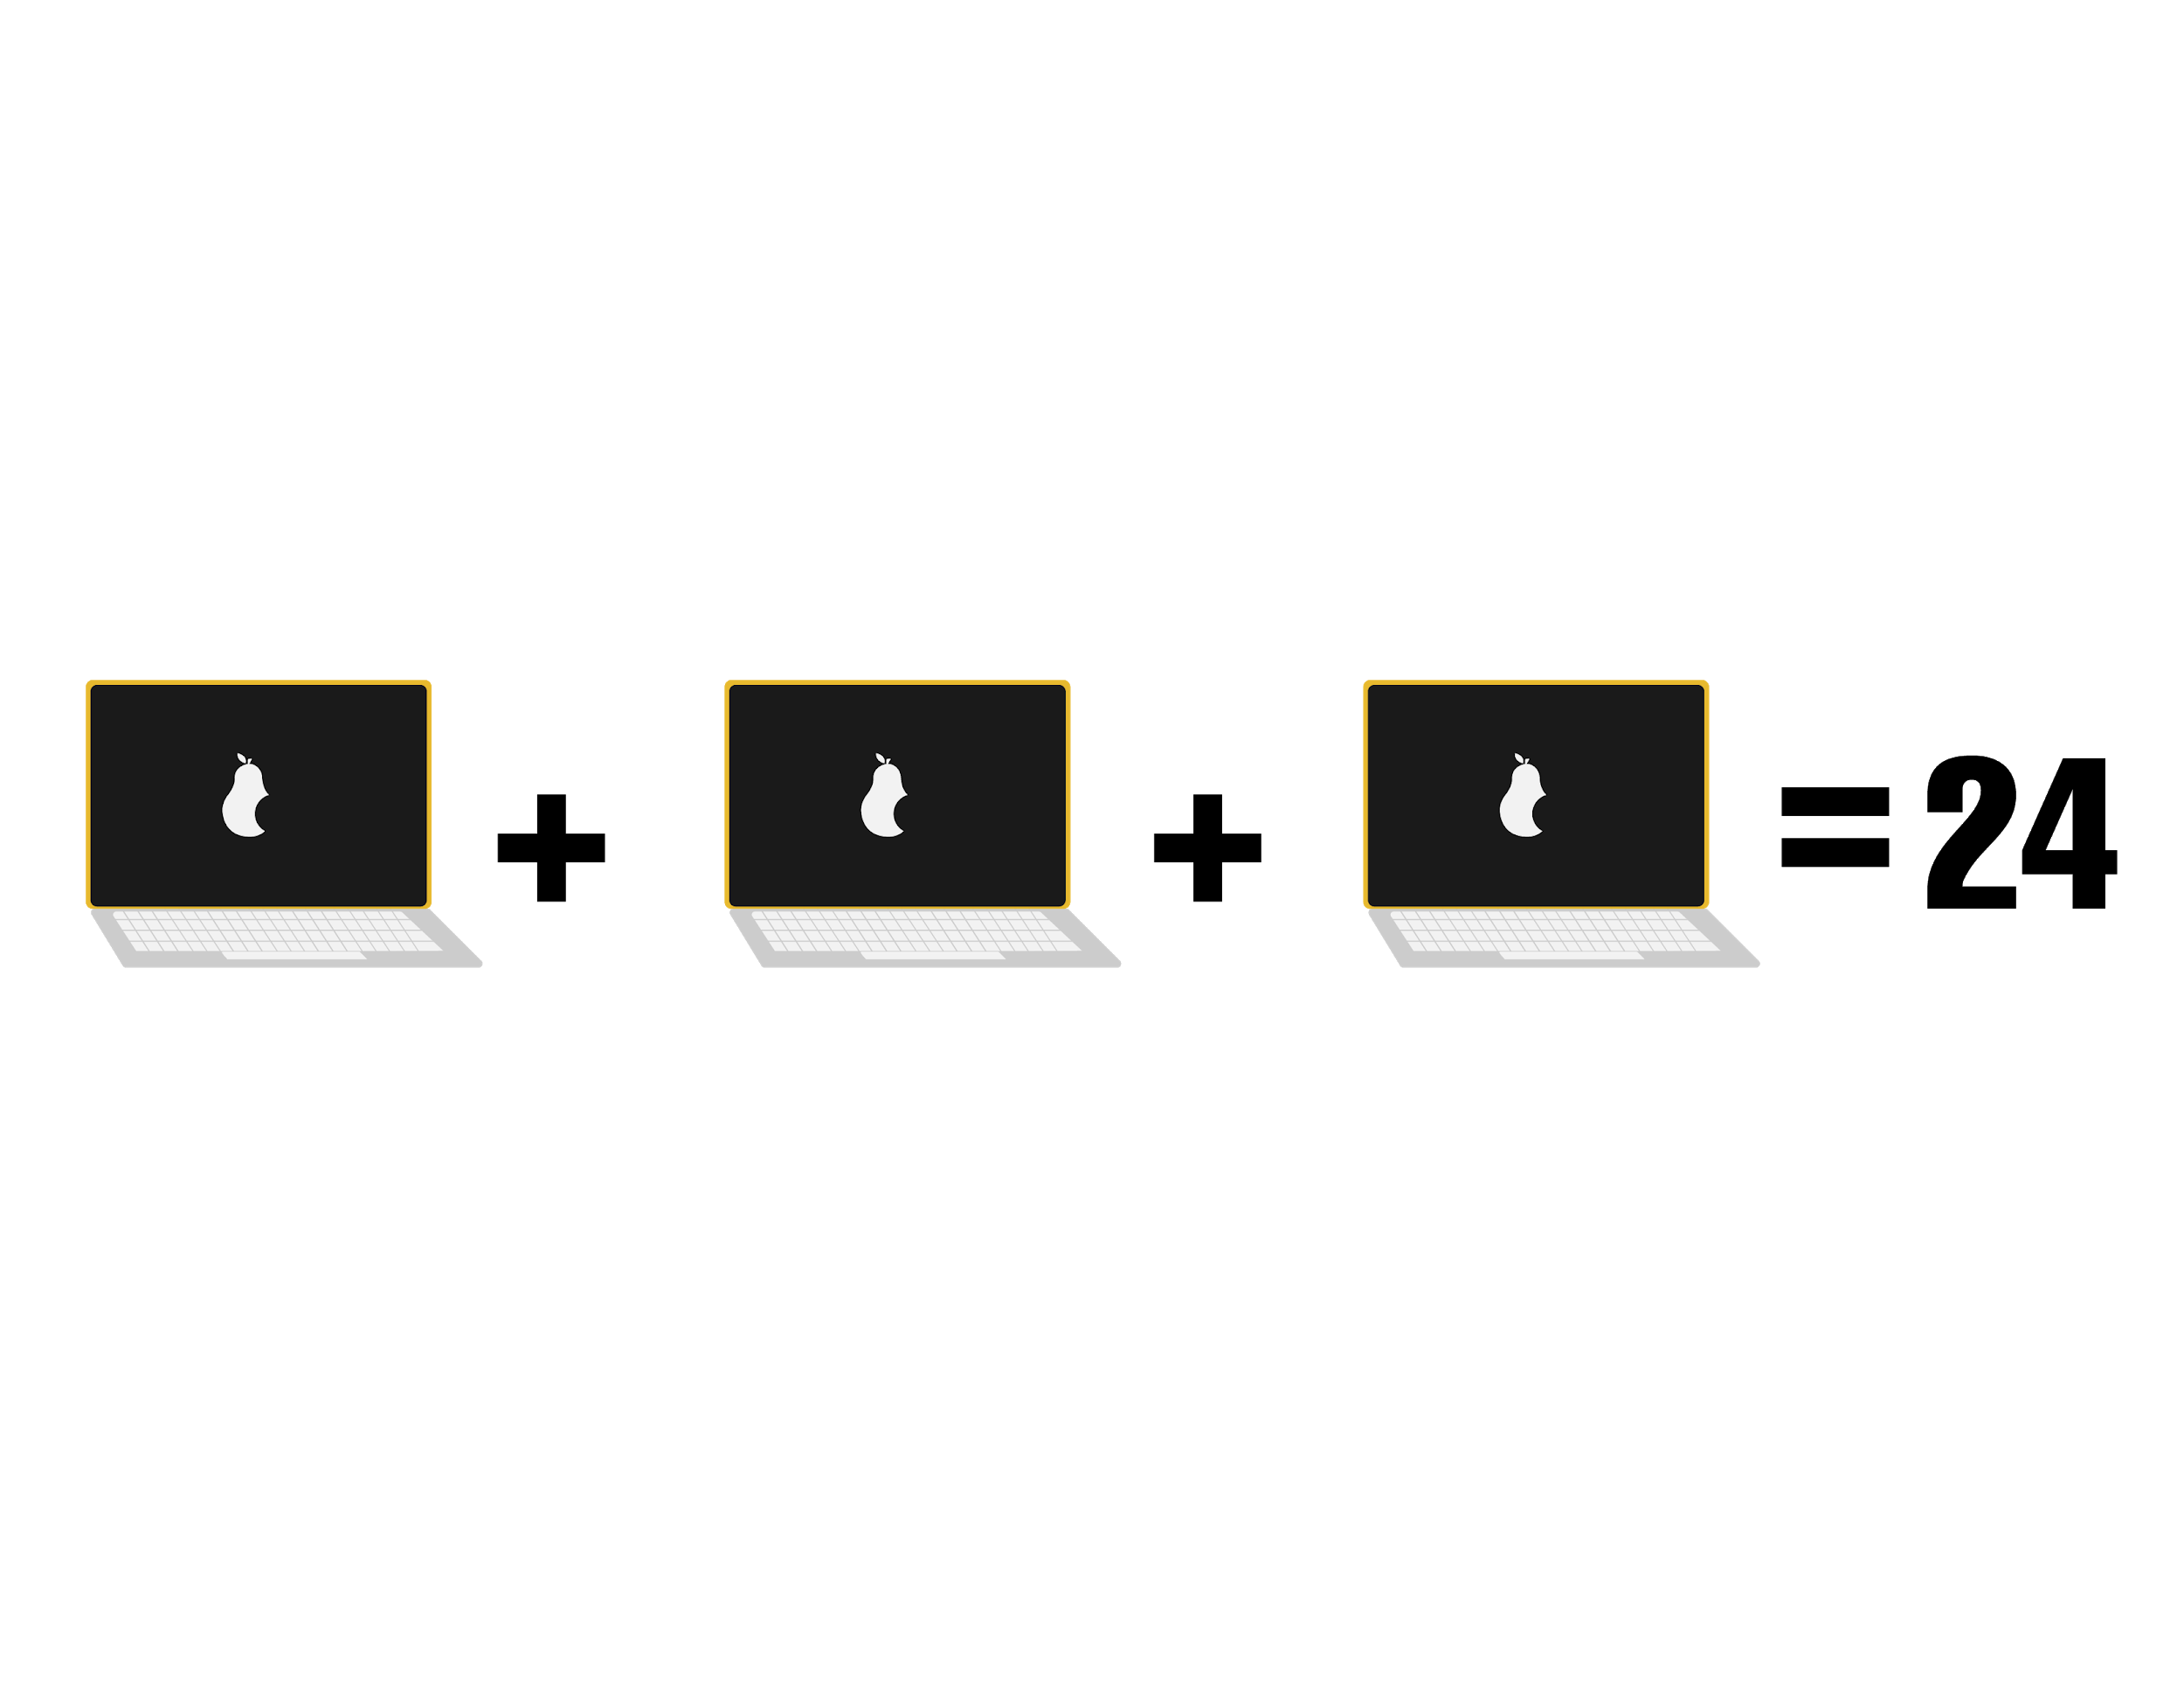 + + = 24